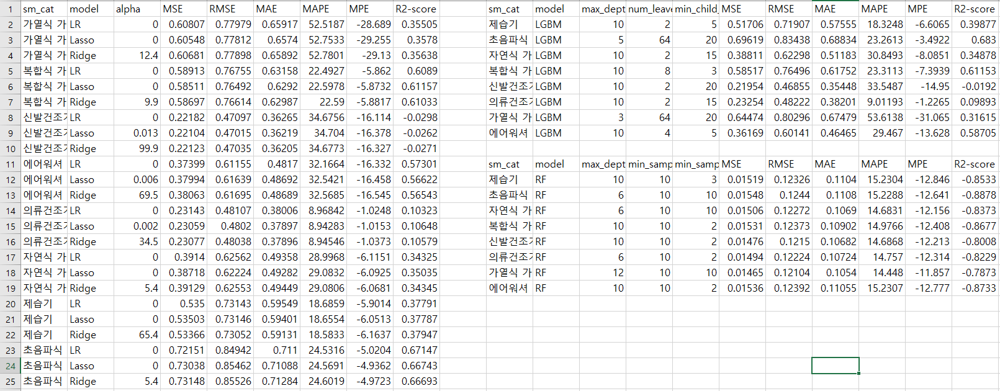 1 sm_cat model alpha MSE RMSE MAE MAPE MPE R2-score sm_cat model max_dept num_leave min_child_ MSE RMSE MAE MAPE MPE R2-score
2 가열식 가 LR 0 0.60807 0.77979 0.65917 52.5187 -28.689 0.35505 제습기 LGBM 10 2 5 0.51706 0.71907 0.57555 18.3248 -6.6065 0.39877
3 가열식 가 Lasso 0 0.60548 0.77812 0.6574 52.7533 -29.255 0.3578 초음파식 LGBM 5 64 20 0.69619 0.83438 0.68834 23.2613 -3.4922 0.683
4 가열식 가 Ridge 12.4 0.60681 0.77898 0.65892 52.7801 -29.13 0.35638 자연식 가 LGBM 10 2 15 0.38811 0.62298 0.51183 30.8493 -8.0851 0.34878
5 복합식 가 LR 0 0.58913 0.76755 0.63158 22.4927 -5.862 0.6089 복합식 가 LGBM 10 8 3 0.58517 0.76496 0.61752 23.3113 -7.3939 0.61153
6 복합식 가 Lasso 0 0.58511 0.76492 0.6292 22.5978 -5.8732 0.61157 신발건조기 LGBM 10 2 20 0.21954 0.46855 0.35448 33.5487 -14.95 -0.0192
7 복합식 가 Ridge 9.9 0.58697 0.76614 0.62987 22.59 -5.8817 0.61033 의류건조기 LGBM 10 2 15 0.23254 0.48222 0.38201 9.01193 -1.2265 0.09893
8 신발건조기 LR 0 0.22182 0.47097 0.36265 34.6756 -16.114 -0.0298 가열식 가 LGBM 3 64 20 0.64474 0.80296 0.67479 53.6138 -31.065 0.31615
9 신발건조기 Lasso 0.013 0.22104 0.47015 0.36219 34.704 -16.378 -0.0262 에어워셔 LGBM 10 4 5 0.36169 0.60141 0.46465 29.467 -13.628 0.58705
10 신발건조기 Ridge 99.9 0.22123 0.47035 0.36205 34.6773 -16.327 -0.0271
11 에어워셔 LR 0 0.37399 0.61155 0.4817 32.1664 -16.332 0.57301 sm_cat model max_dept min_samp min_samp MSE RMSE MAE MAPE MPE R2-score
12 에어워셔 Lasso 0.006 0.37994 0.61639 0.48692 32.5421 -16.458 0.56622 제습기 RF 10 10 3 0.01519 0.12326 0.1104 15.2304 -12.846 -0.8533
13 에어워셔 Ridge 69.5 0.38063 0.61695 0.48689 32.5685 -16.545 0.56543 초음파식 RF 6 10 10 0.01548 0.1244 0.1108 15.2288 -12.641 -0.8878
14 의류건조기 LR 0 0.23143 0.48107 0.38006 8.96842 -1.0248 0.10323 자연식 가 RF 6 10 10 0.01506 0.12272 0.1069 14.6831 -12.156 -0.8373
15 의류건조기 Lasso 0.002 0.23059 0.4802 0.37897 8.94283 -1.0153 0.10648 복합식 가 RF 10 10 2 0.01531 0.12373 0.10902 14.9766 -12.408 -0.8677
16 의류건조기 Ridge 34.5 0.23077 0.48038 0.37896 8.94546 -1.0373 0.10579 신발건조기 RF 10 10 2 0.01476 0.1215 0.10682 14.6868 -12.213 -0.8008
17 자연식 가 LR 0 0.3914 0.62562 0.49358 28.9968 -6.1151 0.34325 의류건조기 RF 6 10 2 0.01494 0.12224 0.10724 14.757 -12.314 -0.8229
18 자연식 가 Lasso 0 0.38718 0.62224 0.49282 29.0832 -6.0925 0.35035 가열식 가 RF 12 10 10 0.01465 0.12104 0.1054 14.448 -11.857 -0.7873
19 자연식 가 Ridge 5.4 0.39129 0.62553 0.49449 29.0806 -6.0681 0.34345 에어워셔 RF 10 10 2 0.01536 0.12392 0.11055 15.2307 -12.777 -0.8733
20 제습기 LR 0 0.535 0.73143 0.59549 18.6859 -5.9014 0.37791
21 제습기 Lasso 0 0.53503 0.73146 0.59401 18.6554 -6.0513 0.37787
22 제습기 Ridge 65.4 0.53366 0.73052 0.59131 18.5833 -6.1637 0.37947
23 초음파식 LR 0 0.72151 0.84942 0.711 24.5316 -5.0204 0.67147
24 초음파식 Lasso 0 0.73038 0.85462 0.71088 24.5691 -4.9362 0.66743
25 초음파식 Ridge 5.4 0.73148 0.85526 0.71284 24.6019 -4.9723 0.66693